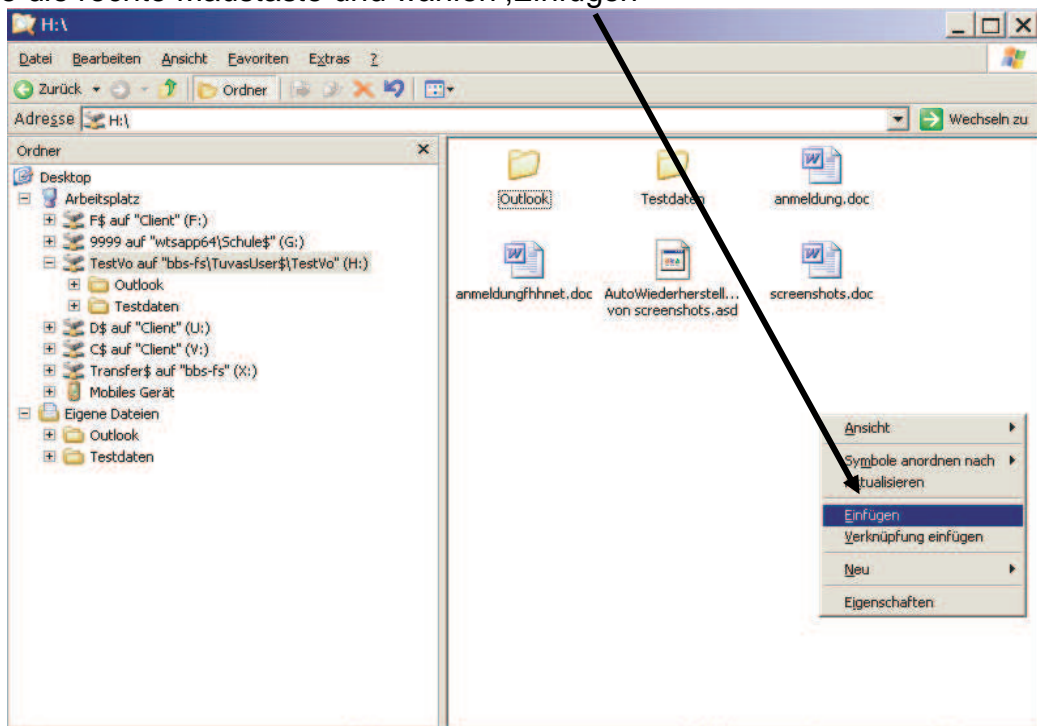 die rechte Maustaste und wählen ‚Einfügen'
H:\
Datei Bearbeiten Ansicht Favoriten Extras ?
Zurück Ordner
Adresse H:\ Wechseln zu
Ordner
Desktop
Arbeitsplatz
F$ auf "Client" (F:)
9999 auf "wtsapp64\Schule$" (G:)
TestVo auf "bbs-fs\TuvasUser$\TestVo" (H:)
Outlook
Testdaten
D$ auf "Client" (U:)
C$ auf "Client" (V:)
Transfer$ auf "bbs-fs" (X:)
Mobiles Gerät
Eigene Dateien
Outlook
Testdaten
Outlook Testdaten anmeldung.doc
anmeldungfhhnet.doc AutoWiederherstell... screenshots.doc
von screenshots.asd
Ansicht
Symbole anordnen nach
Aktualisieren
Einfügen
Verknüpfung einfügen
Neu
Eigenschaften